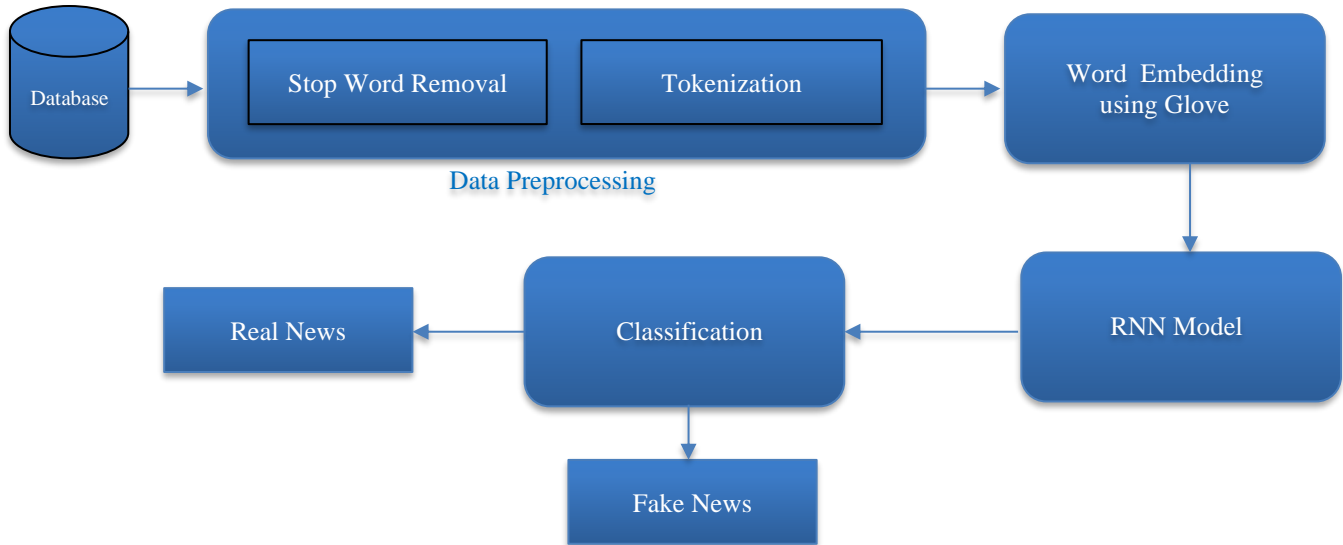 Database
Stop Word Removal
Tokenization
Word Embedding
using Glove
Data Preprocessing
Real News
Classification
RNN Model
Fake News